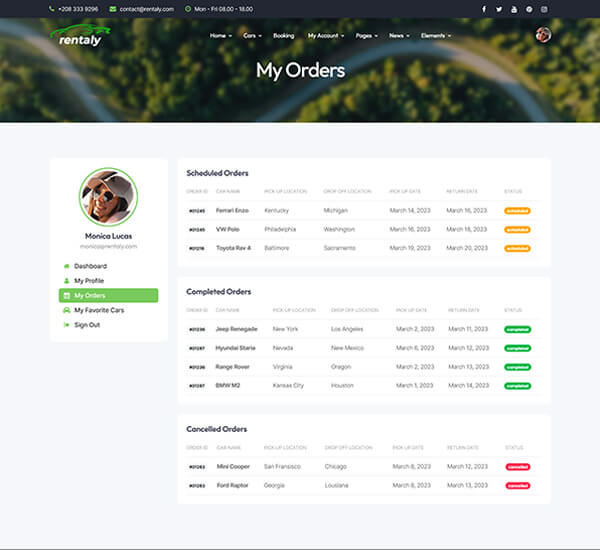 +208 333 9296 contact@rentaly.com Mon - Fri 08.00 - 18.00
rentaly
Home Cars Booking My Account Pages News Elements
My Orders
Monica Lucas
monica@rentaly.com
Dashboard
My Profile
My Orders
My Favorite Cars
Sign Out
Scheduled Orders
ORDER ID CAR NAME PICK UP LOCATION DROP OFF LOCATION PICK UP DATE RETURN DATE STATUS
#01245 Ferrari Enzo Kentucky Michigan March 14, 2023 March 16, 2023 scheduled
#01245 VW Polo Philadelphia Washington March 16, 2023 March 18, 2023 scheduled
#01216 Toyota Rav 4 Baltimore Sacramento March 19, 2023 March 20, 2023 scheduled
Completed Orders
ORDER ID CAR NAME PICK UP LOCATION DROP OFF LOCATION PICK UP DATE RETURN DATE STATUS
#01236 Jeep Renegade New York Los Angeles March 2, 2023 March 11, 2023 completed
#01287 Hyundai Staria Nevada New Mexico March 6, 2023 March 12, 2023 completed
#01236 Range Rover Virginia Oregon March 2, 2023 March 13, 2023 completed
#01287 BMW M2 Kansas City Houston March 1, 2023 March 14, 2023 completed
Cancelled Orders
ORDER ID CAR NAME PICK UP LOCATION DROP OFF LOCATION PICK UP DATE RETURN DATE STATUS
#01263 Mini Cooper San Fransisco Chicago March 8, 2023 March 12, 2023 cancelled
#01263 Ford Raptor Georgia Lousiana March 8, 2023 March 13, 2023 cancelled